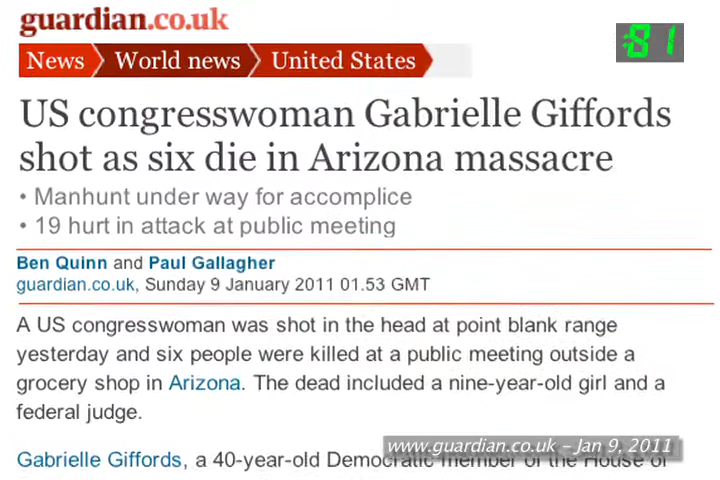 guardian.co.uk
81
News World news United States
US congresswoman Gabrielle Giffords
shot as six die in Arizona massacre
• Manhunt under way for accomplice
• 19 hurt in attack at public meeting
Ben Quinn and Paul Gallagher
guardian.co.uk, Sunday 9 January 2011 01.53 GMT
A US congresswoman was shot in the head at point blank range
yesterday and six people were killed at a public meeting outside a
grocery shop in Arizona. The dead included a nine-year-old girl and a
federal judge.
www.guardian.co.uk – Jan 9, 2011
Gabrielle Giffords, a 40-year-old Democratic member of the House of